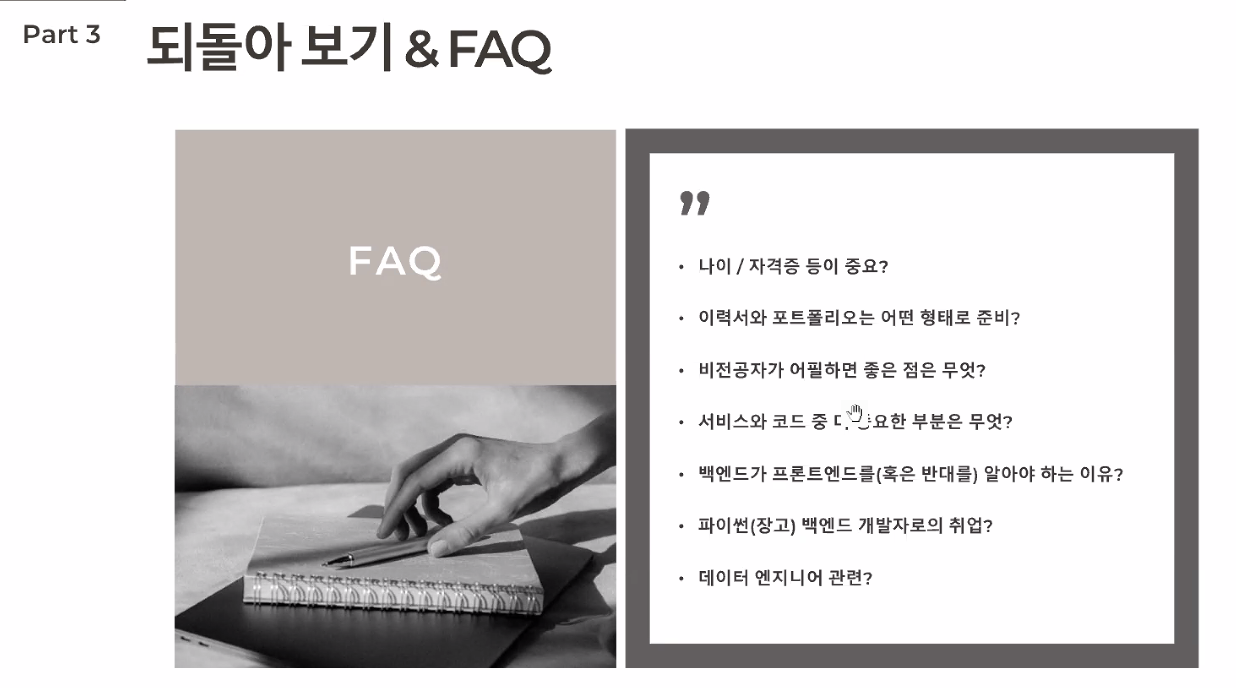 Part 3
되돌아 보기 & FAQ
FAQ
”
• 나이 / 자격증 등이 중요?
• 이력서와 포트폴리오는 어떤 형태로 준비?
• 비전공자가 어필하면 좋은 점은 무엇?
• 서비스와 코드 중 부분은 무엇?
• 백엔드가 프론트엔드를(혹은 반대를) 알아야 하는 이유?
• 파이썬(장고) 백엔드 개발자로의 취업?
• 데이터 엔지니어 관련?